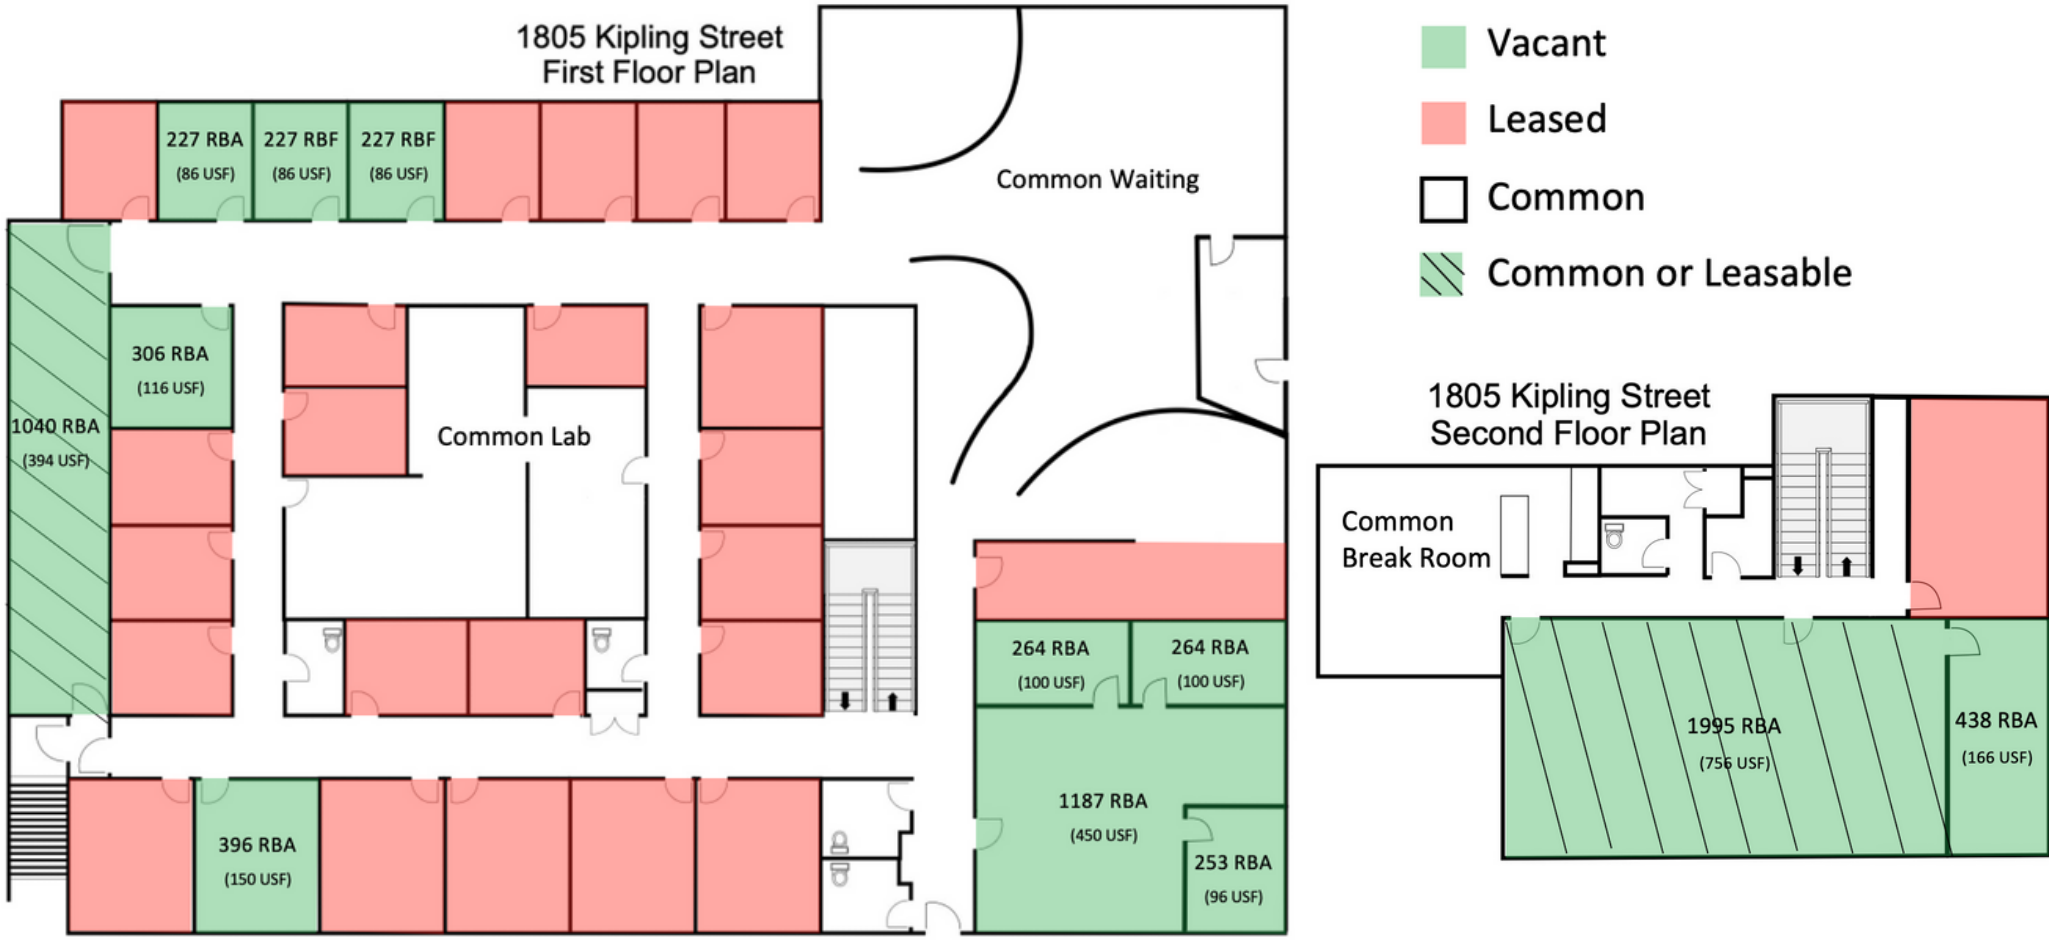 1805 Kipling Street
First Floor Plan
227 RBA
(86 USF)
227 RBF
(86 USF)
227 RBF
(86 USF)
Common Waiting
306 RBA
(116 USF)
1040 RBA
(394 USF)
Common Lab
264 RBA
(100 USF)
264 RBA
(100 USF)
1187 RBA
(450 USF)
253 RBA
(96 USF)
396 RBA
(150 USF)
Vacant
Leased
Common
Common or Leasable
1805 Kipling Street
Second Floor Plan
Common
Break Room
1995 RBA
(756 USF)
438 RBA
(166 USF)